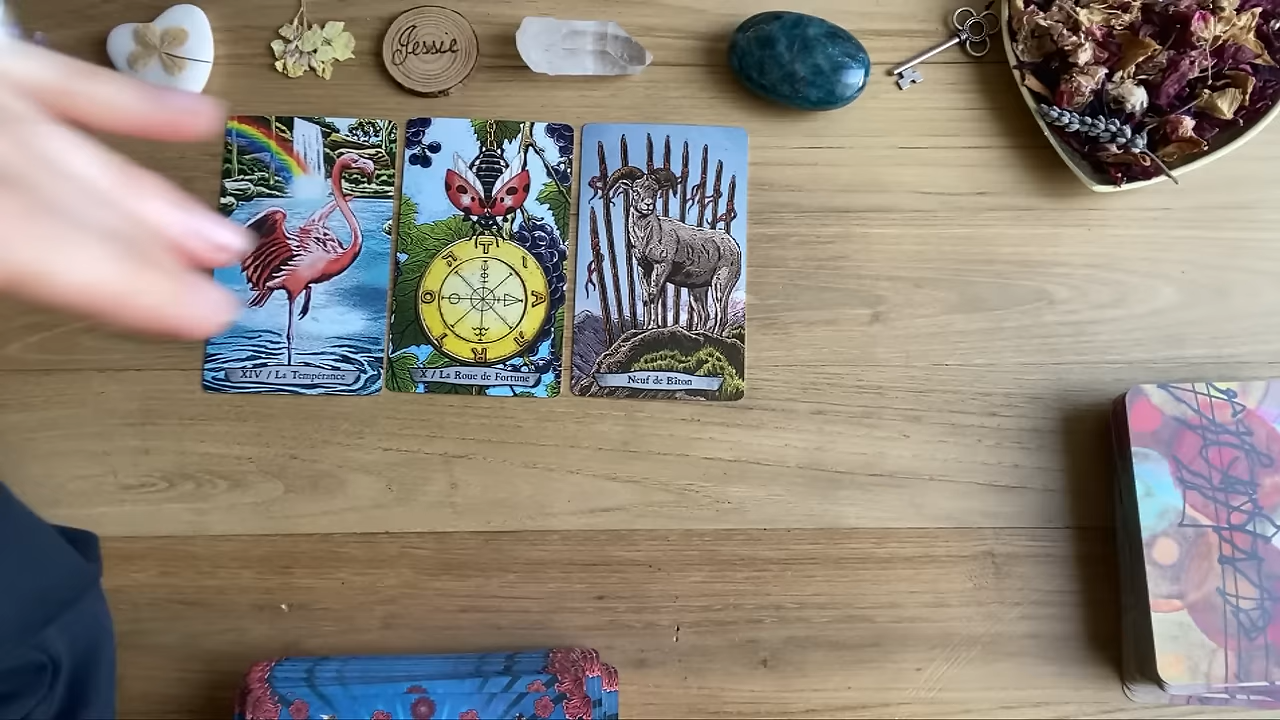 Jessie
XIV / La Tempérance
X / La Roue de Fortune
Neuf de Bâton